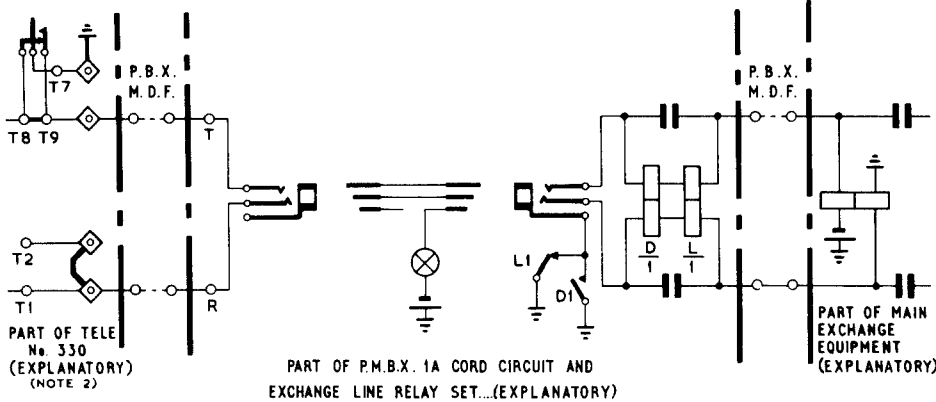 T7
T8 T9
P.B.X.
M.D.F.
T
T2
T1
R
PART OF TELE
No. 330
(EXPLANATORY)
(NOTE 2)
L1
D1
D
1
L
1
P.B.X.
M.D.F.
PART OF P.M.B.X. 1A CORD CIRCUIT AND
EXCHANGE LINE RELAY SET....(EXPLANATORY)
PART OF MAIN
EXCHANGE
EQUIPMENT
(EXPLANATORY)